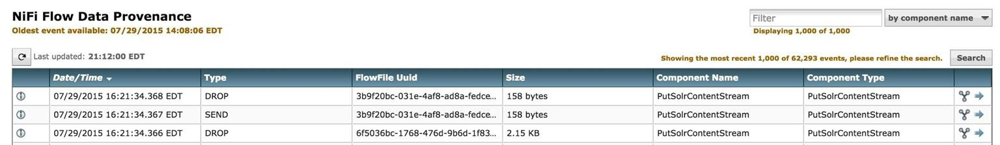 NiFi Flow Data Provenance
Oldest event available: 07/29/2015 14:08:06 EDT
Filter by component name
Displaying 1,000 of 1,000
Last updated: 21:12:00 EDT
Showing the most recent 1,000 of 62,293 events, please refine the search. Search
Date/Time Type FlowFile Uuid Size Component Name Component Type
07/29/2015 16:21:34.368 EDT DROP 3b9f20bc-031e-4af8-ad8a-fedce... 158 bytes PutSolrContentStream PutSolrContentStream
07/29/2015 16:21:34.367 EDT SEND 3b9f20bc-031e-4af8-ad8a-fedce... 158 bytes PutSolrContentStream PutSolrContentStream
07/29/2015 16:21:34.366 EDT DROP 6f5036bc-1768-476d-9b6d-1f83... 2.15 KB PutSolrContentStream PutSolrContentStream